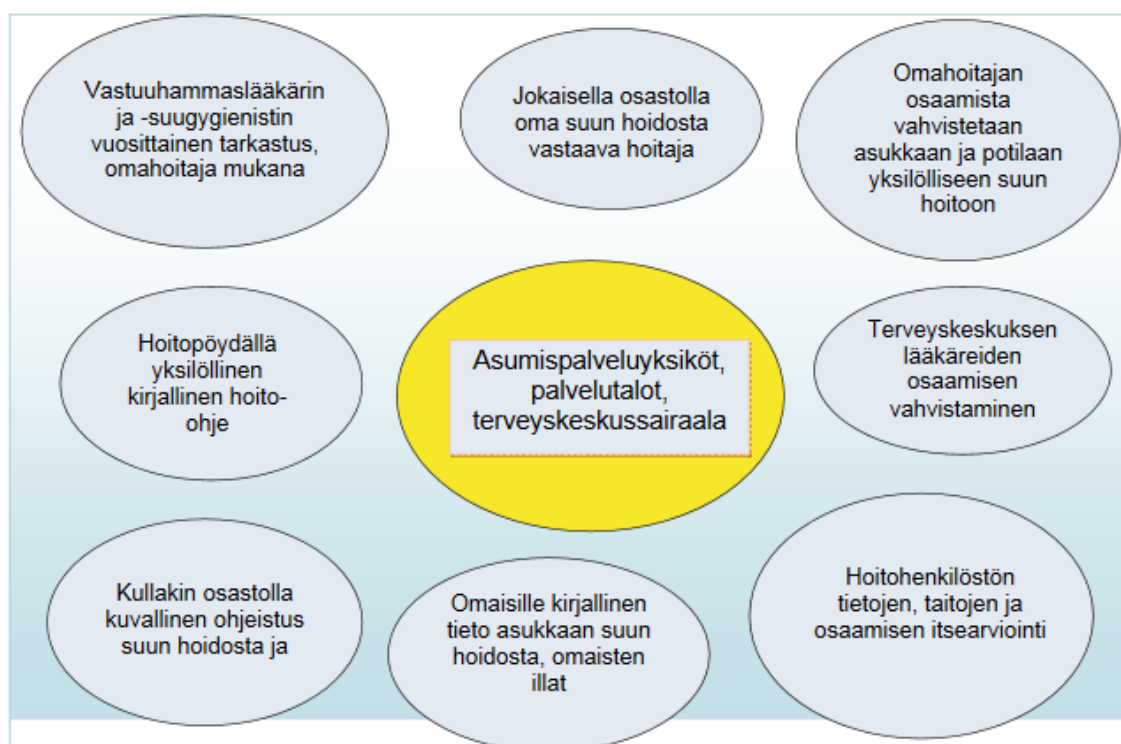 Vastuuhammaslääkärin
ja -suugygienistin
vuosittainen tarkastus,
omahoitaja mukana
Jokaisella osastolla
oma suun hoidosta
vastaava hoitaja
Omahoitajan
osaamista
vahvistetaan
asukkaan ja potilaan
yksilölliseen suun
hoitoon
Hoitopöydällä
yksilöllinen
kirjallinen hoito-
ohje
Asumispalveluyksiköt,
palvelutalot,
terveyskeskussairaala
Terveyskeskuksen
lääkäreiden
osaamisen
vahvistaminen
Kullakin osastolla
kuvallinen ohjeistus
suun hoidosta ja
Omaisille kirjallinen
tieto asukkaan suun
hoidosta, omaisten
illat
Hoitohenkilöstön
tietojen, taitojen ja
osaamisen itsearviointi